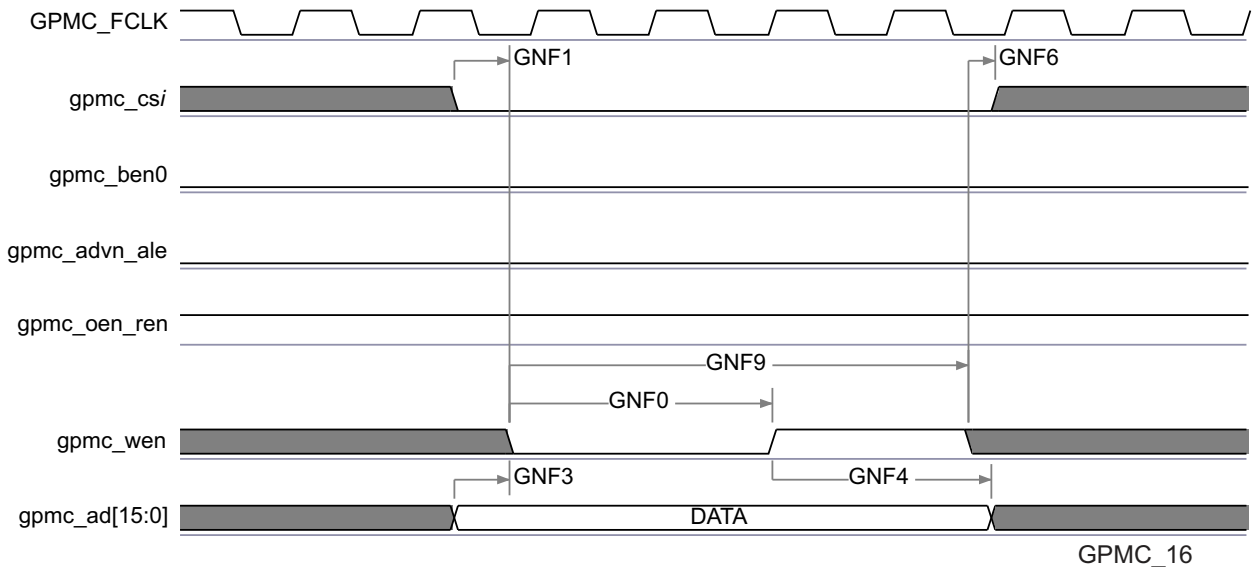 GPMC_FCLK
GNF1
GNF6
gpmc_csi
gpmc_ben0
gpmc_advn_ale
gpmc_oen_ren
GNF9
GNF0
gpmc_wen
GNF3
GNF4
gpmc_ad[15:0]
DATA
GPMC_16